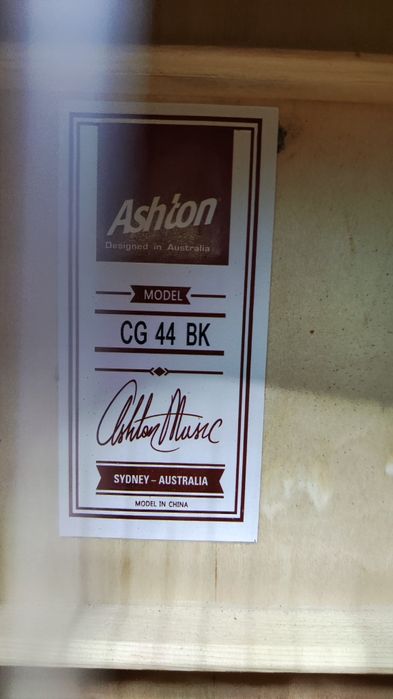 Ashton
Designed in Australia
MODEL
CG 44 BK
Ashton Music
SYDNEY – AUSTRALIA
MODEL IN CHINA